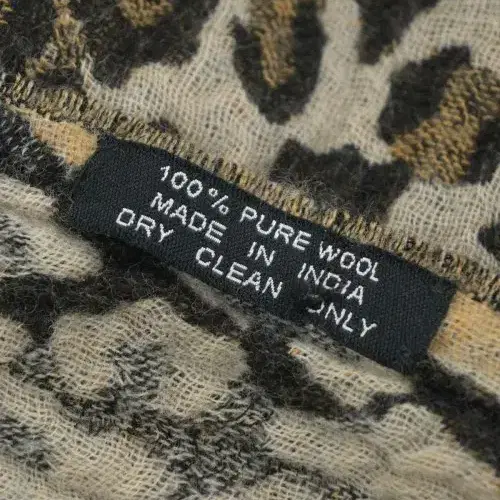 100% PURE WOOL
MADE IN INDIA
DRY CLEAN ONLY